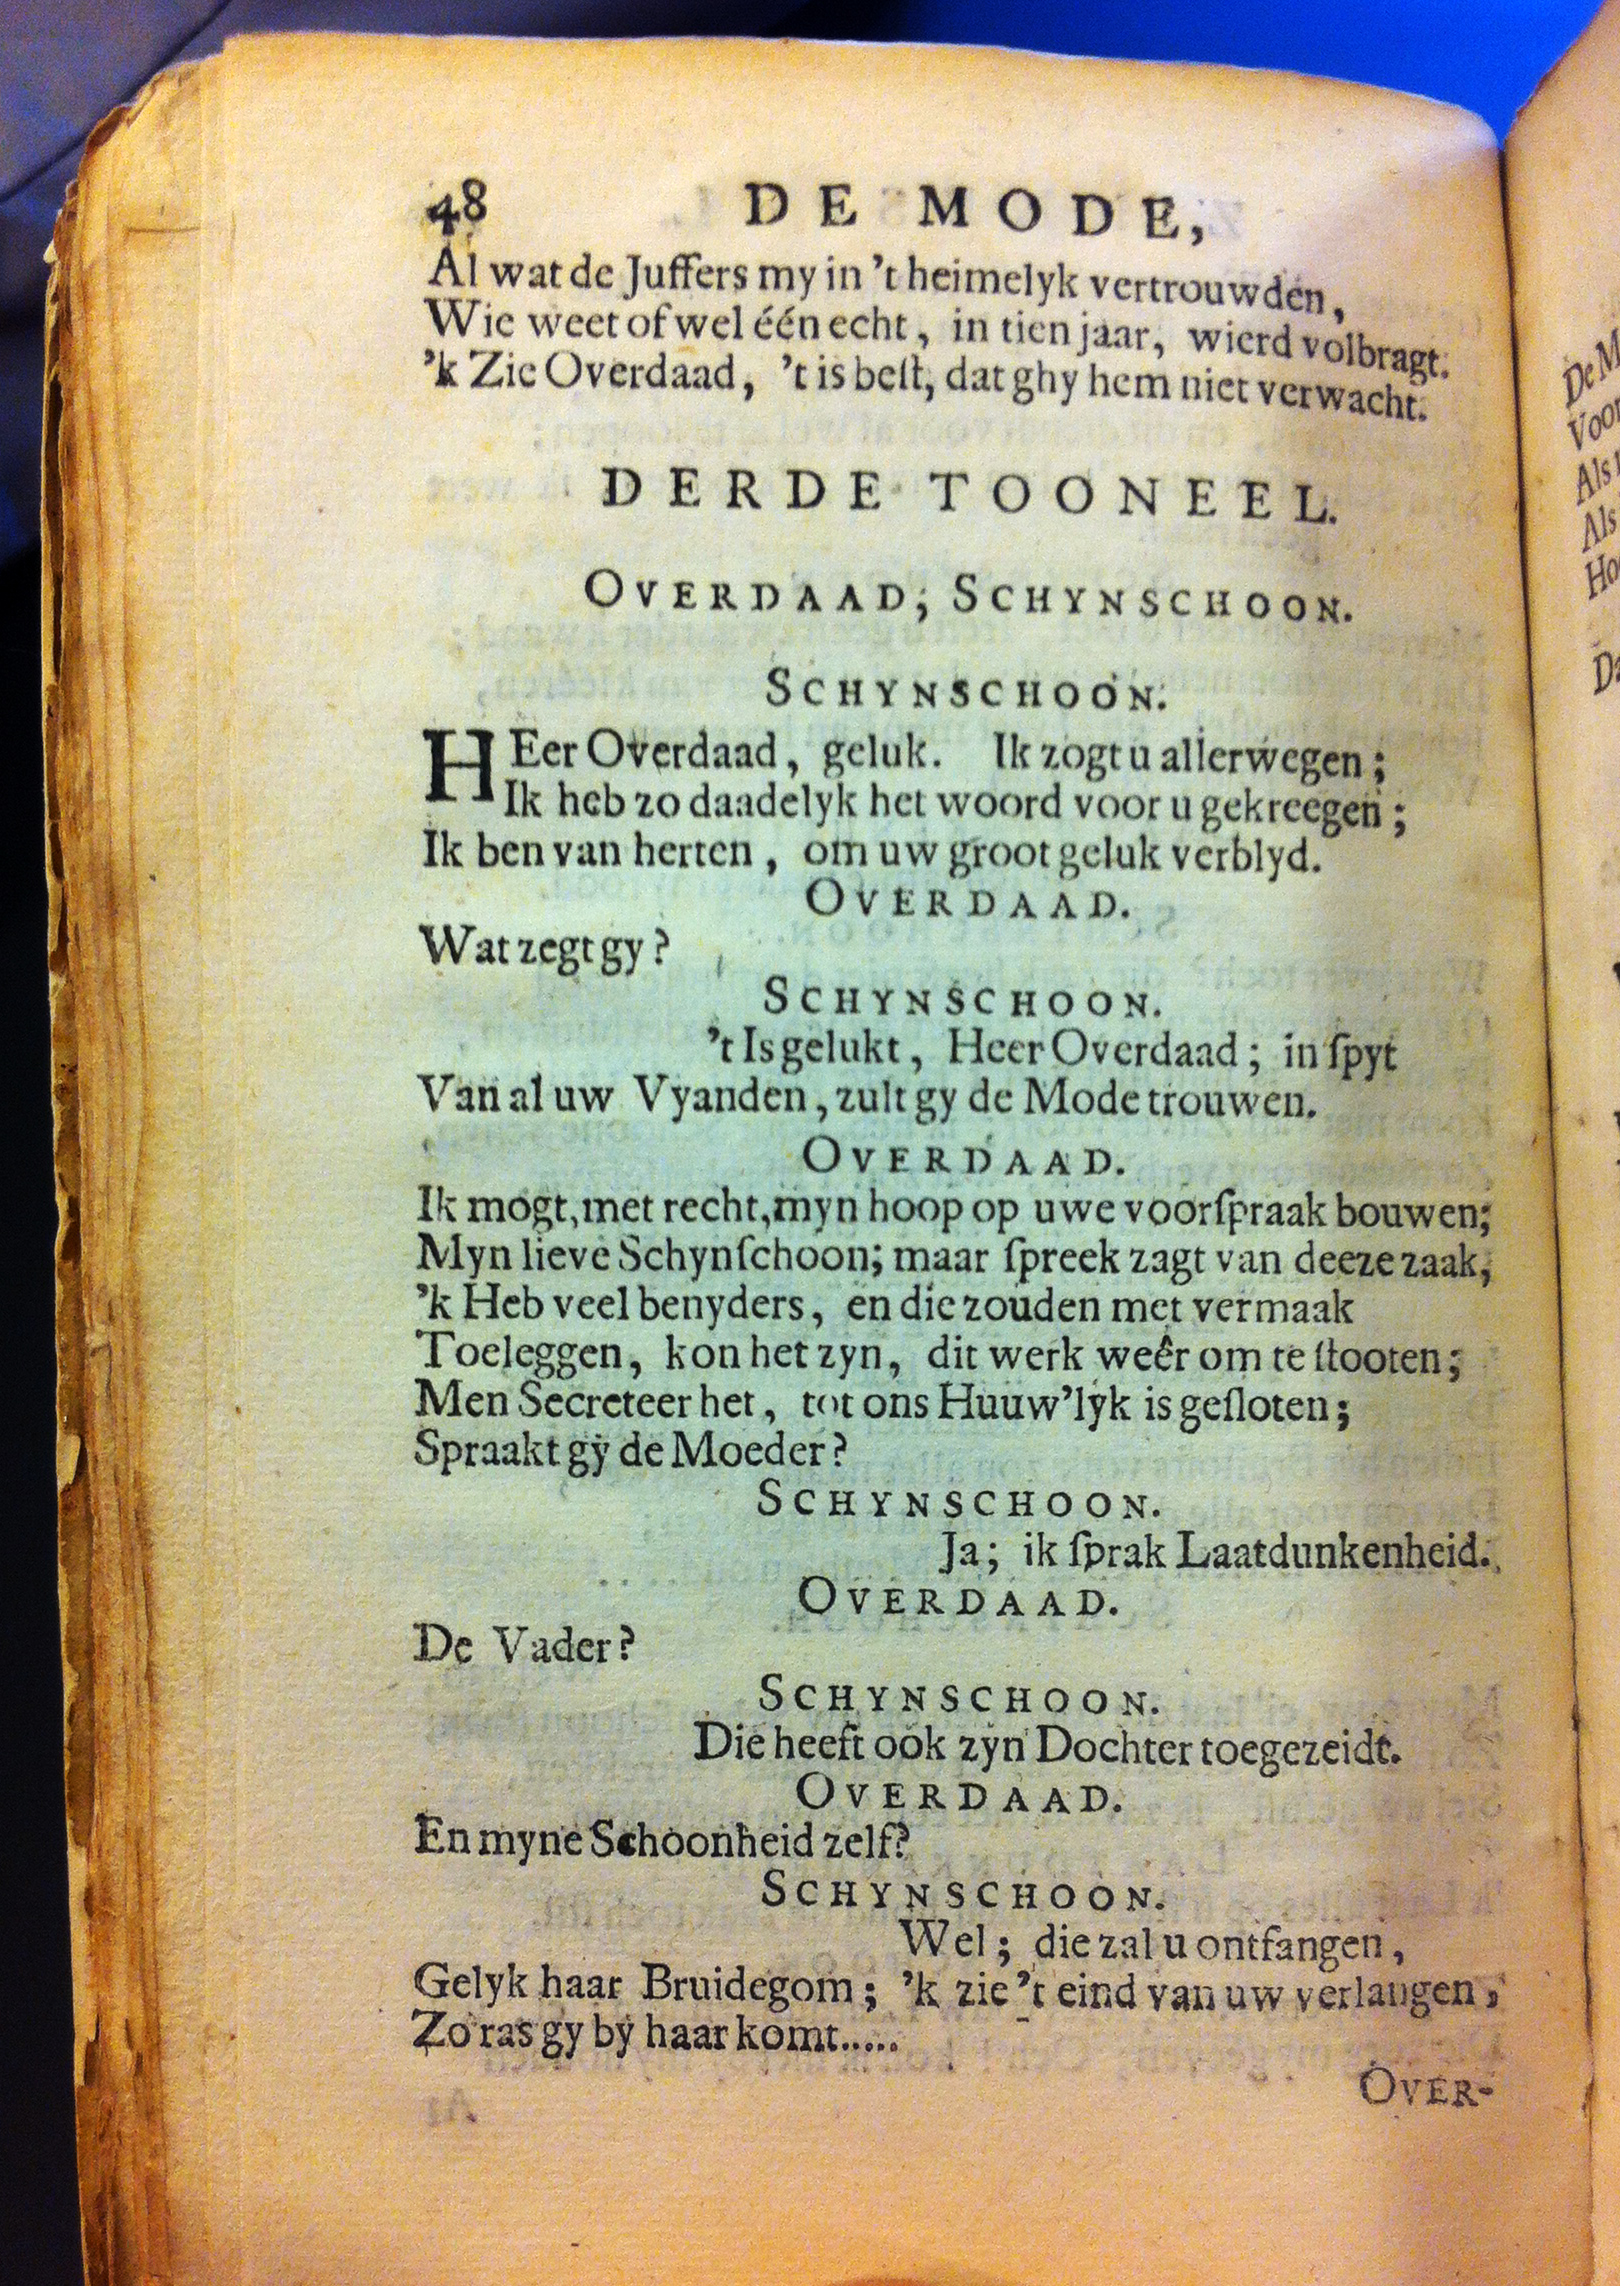 48 DE MODE,
Al wat de Juffers my in 't heimelyk vertrouwden,
Wie weet of wel één echt, in tien jaar, wierd volbragt.
'k Zie Overdaad, 't is beſt, dat ghy hem niet verwacht.
DERDE TOONEEL.
OVERDAAD, SCHYNSCHOON.
SCHYNSCHOON.
HEer Overdaad, geluk. Ik zogt u allerwegen;
Ik heb zo daadelyk het woord voor u gekreegen;
Ik ben van herten, om uw groot geluk verblyd.
OVERDAAD.
Wat zegt gy?
SCHYNSCHOON.
't Is gelukt, Heer Overdaad; in ſpyt
Van al uw Vyanden, zult gy de Mode trouwen.
OVERDAAD.
Ik mogt, met recht, myn hoop op uwe voorſpraak bouwen;
Myn lieve Schynſchoon; maar ſpreek zagt van deeze zaak,
'k Heb veel benyders, en die zouden met vermaak
Toeleggen, kon het zyn, dit werk weêr om te ſtooten;
Men Secreteer het, tot ons Huuw'lyk is geſloten;
Spraakt gy de Moeder?
SCHYNSCHOON.
Ja; ik ſprak Laatdunkenheid.
OVERDAAD.
De Vader?
SCHYNSCHOON.
Die heeft ook zyn Dochter toegezeidt.
OVERDAAD.
En myne Schoonheid zelf?
SCHYNSCHOON.
Wel; die zal u ontfangen,
Gelyk haar Bruidegom; 'k zie 't eind van uw verlangen,
Zo ras gy by haar komt.....
OVER-
De M
Voor
Als
Als
Ho